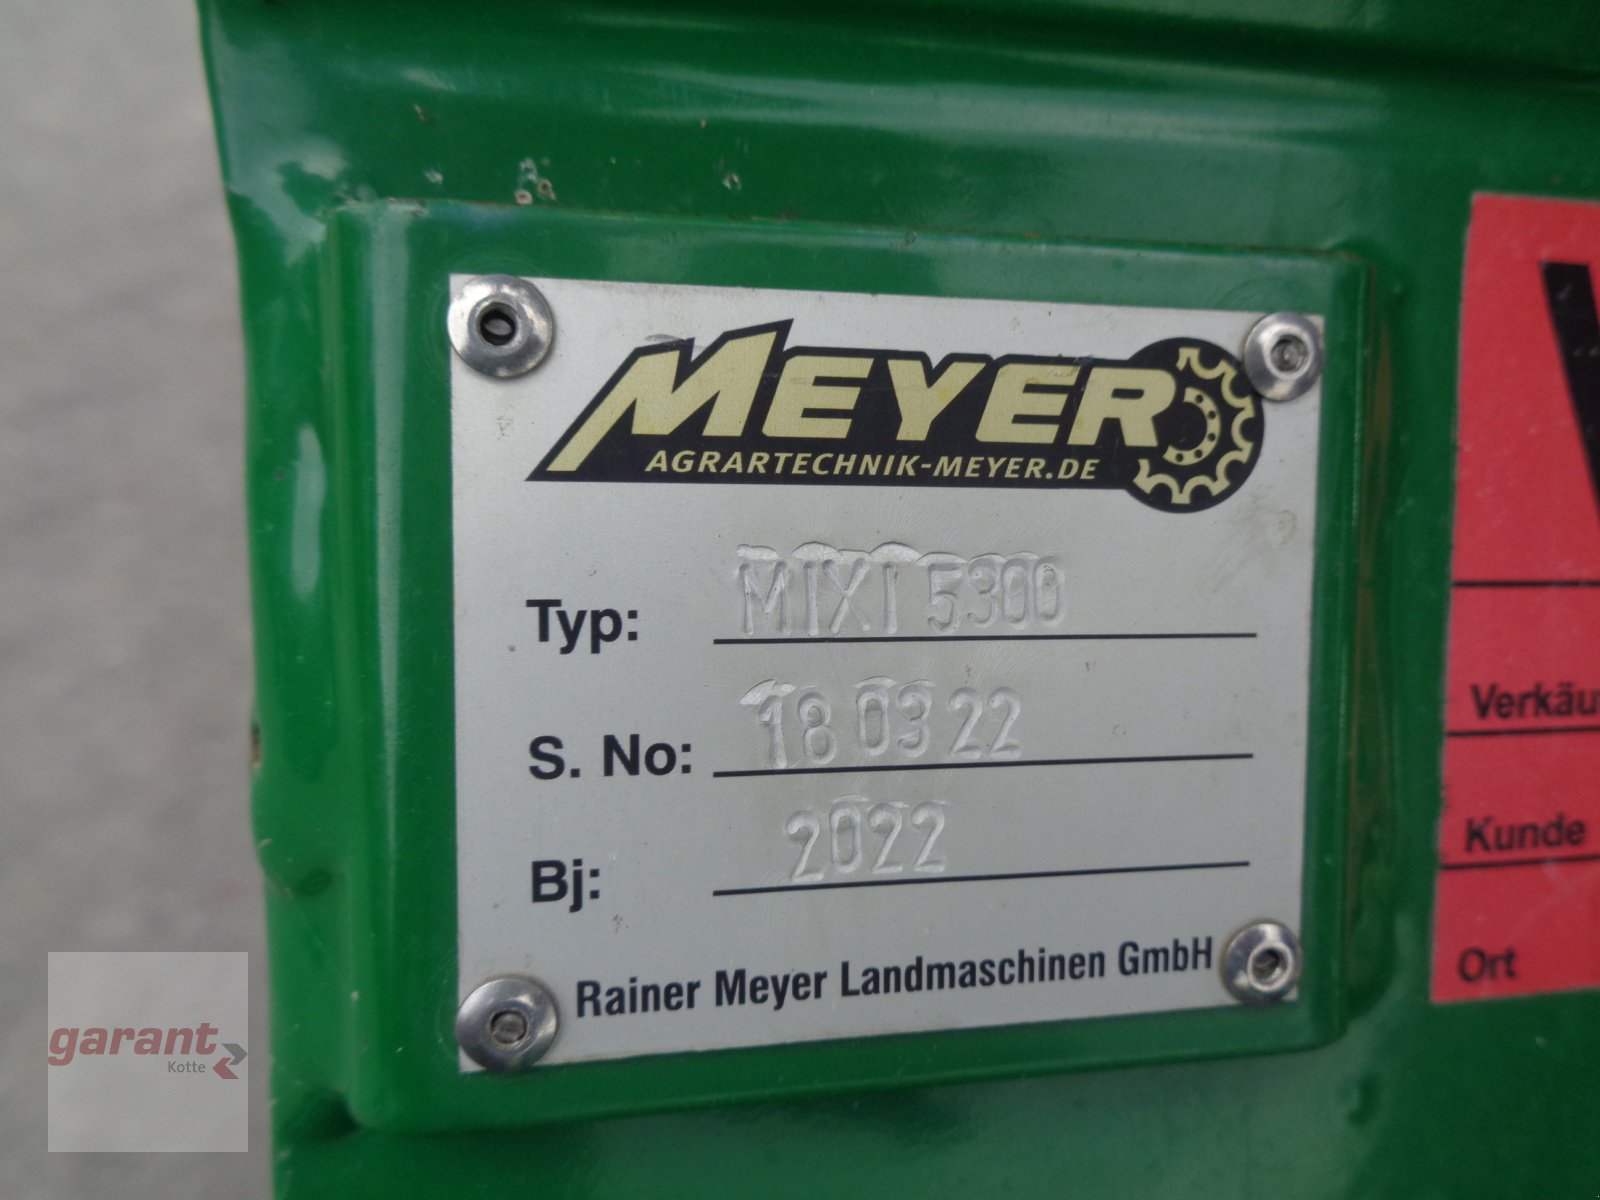 MEYER
AGRARTECHNIK-MEYER.DE
Typ: MIXI 5300
S. No: 18 03 22
Bj: 2022
Rainer Meyer Landmaschinen GmbH
Verkäu
Kunde
Ort
garant
Kotte